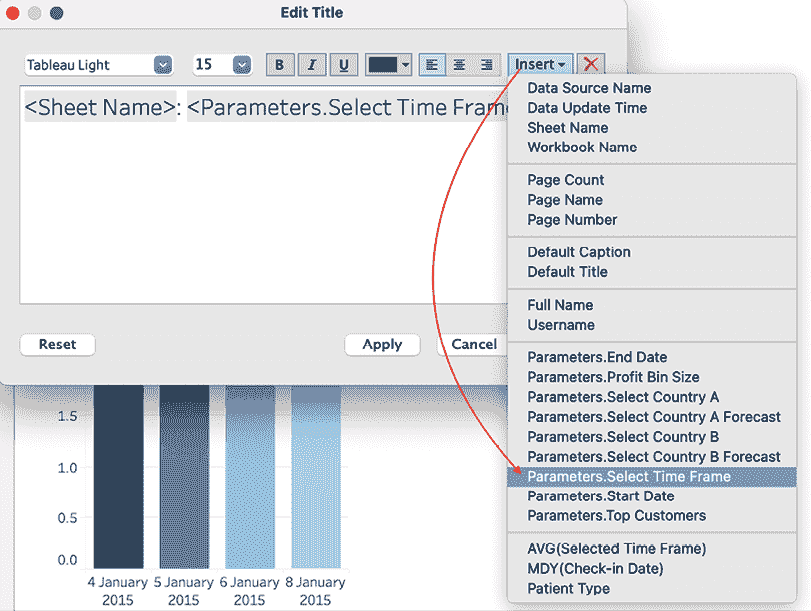 Edit Title
Tableau Light
15
B I U
Insert
<Sheet Name>: <Parameters.Select Time Frame
Reset
Apply
Cancel
Data Source Name
Data Update Time
Sheet Name
Workbook Name
Page Count
Page Name
Page Number
Default Caption
Default Title
Full Name
Username
Parameters.End Date
Parameters.Profit Bin Size
Parameters.Select Country A
Parameters.Select Country A Forecast
Parameters.Select Country B
Parameters.Select Country B Forecast
Parameters.Select Time Frame
Parameters.Start Date
Parameters.Top Customers
AVG(Selected Time Frame)
MDY(Check-in Date)
Patient Type
1.5
1.0
0.5
0.0
4 January 5 January 6 January 8 January
2015 2015 2015 2015